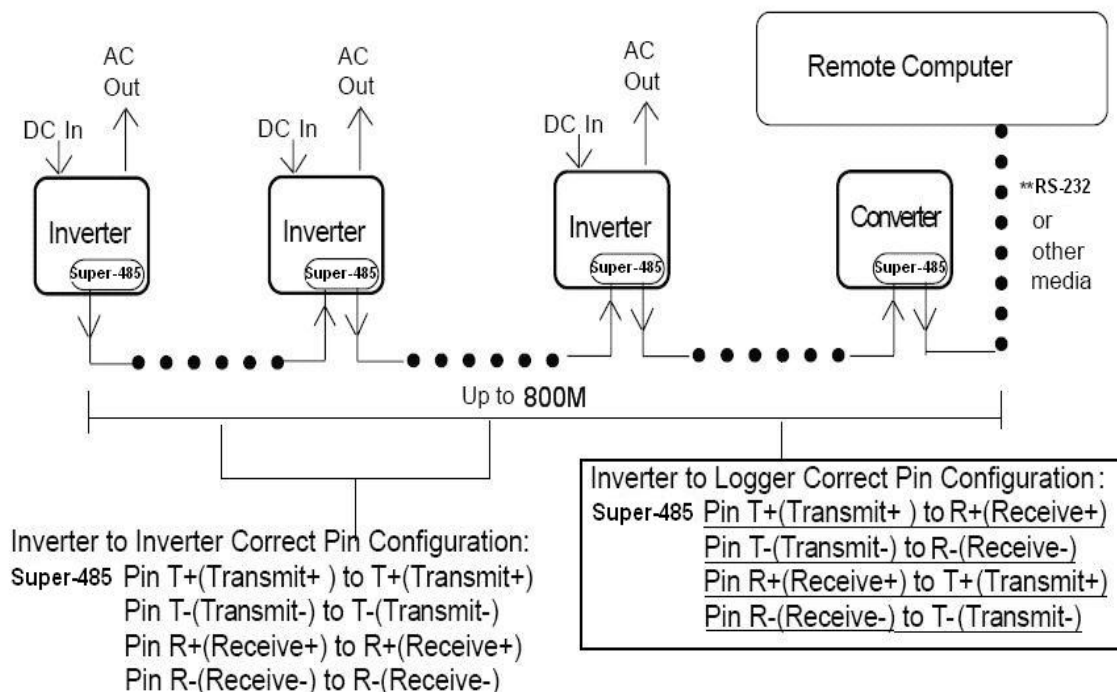 AC
Out
AC
Out
AC
Out
Remote Computer
DC In
DC In
DC In
**RS-232
or
other
media
Inverter
Inverter
Inverter
Converter
Super-485
Super-485
Super-485
Super-485
Up to 800M
Inverter to Logger Correct Pin Configuration:
Super-485 Pin T+(Transmit+ ) to R+(Receive+)
Pin T-(Transmit-) to R-(Receive-)
Pin R+(Receive+) to T+(Transmit+)
Pin R-(Receive-) to T-(Transmit-)
Inverter to Inverter Correct Pin Configuration:
Super-485 Pin T+(Transmit+ ) to T+(Transmit+)
Pin T-(Transmit-) to T-(Transmit-)
Pin R+(Receive+) to R+(Receive+)
Pin R-(Receive-) to R-(Receive-)